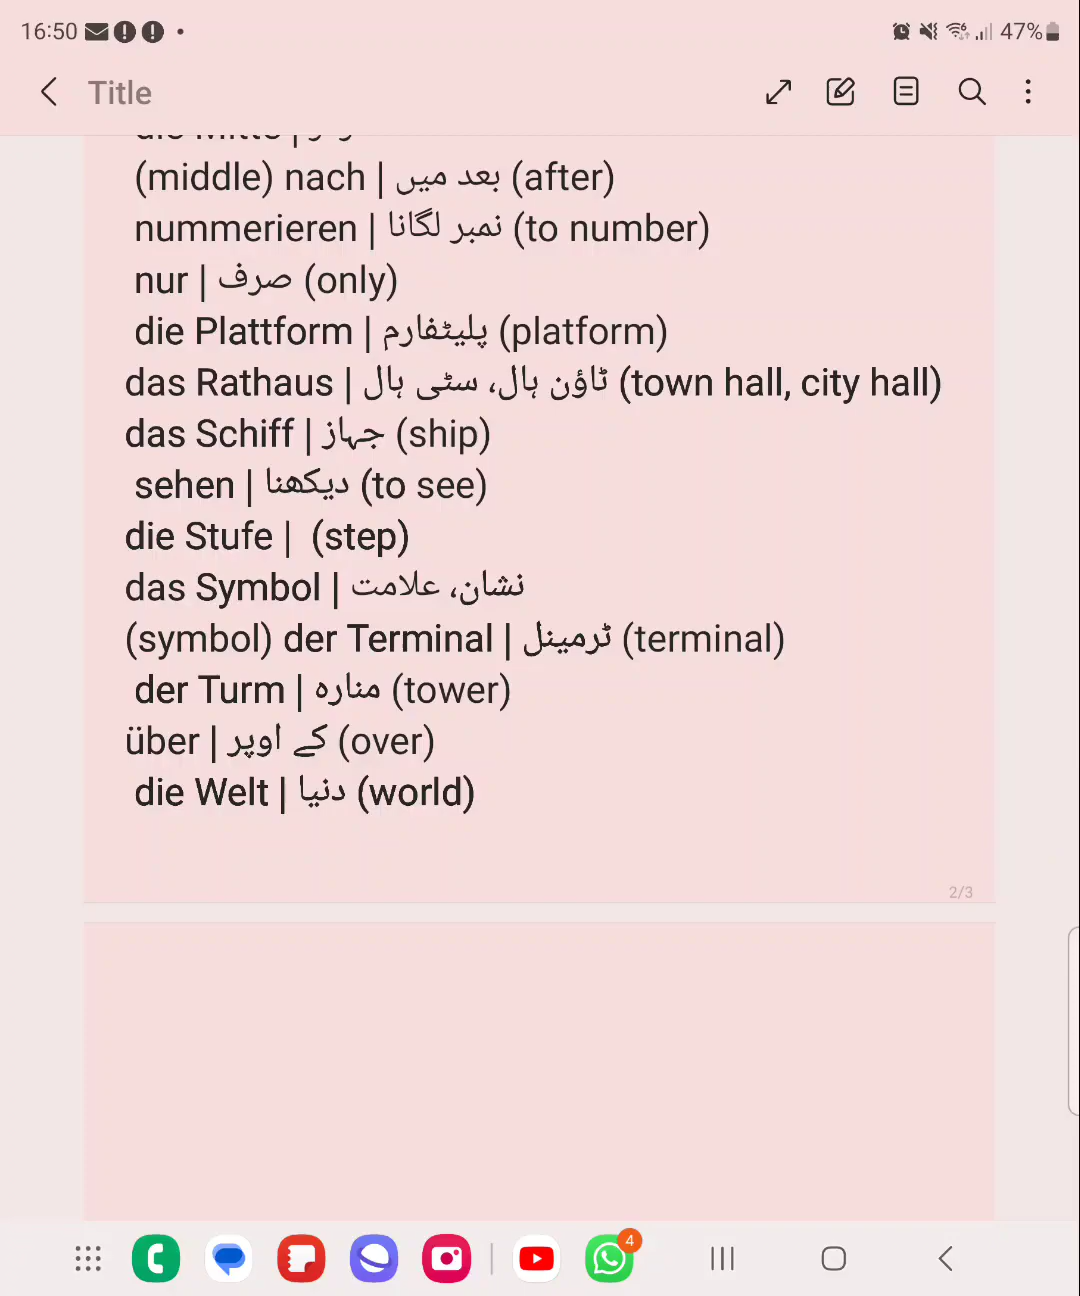 16:50 47%
Title
die Mitte |
(middle) nach | بعد میں (after)
nummerieren | نمبر لگانا (to number)
nur | صرف (only)
die Plattform | پلیٹفارم (platform)
das Rathaus | ٹاؤن ہال، سٹی ہال (town hall, city hall)
das Schiff | جہاز (ship)
sehen | دیکھنا (to see)
die Stufe | (step)
das Symbol | نشان، علامت
(symbol) der Terminal | ٹرمینل (terminal)
der Turm | منارہ (tower)
über | کے اوپر (over)
die Welt | دنیا (world)
2/3
4